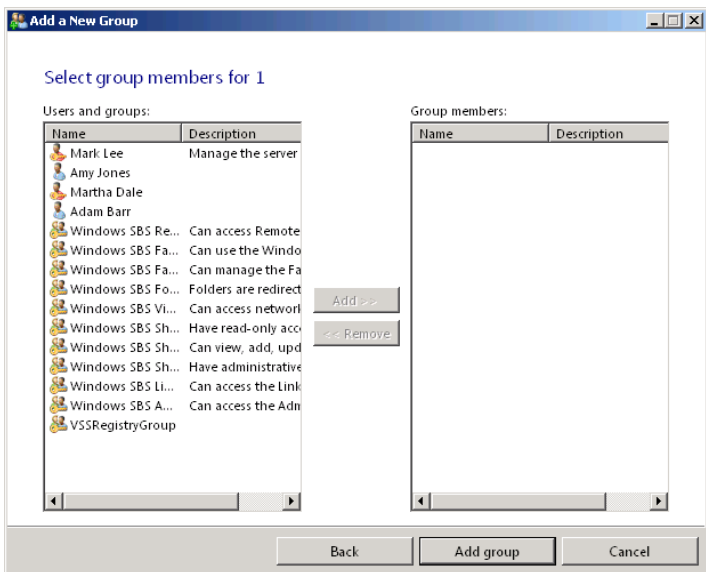 Add a New Group
Select group members for 1
Users and groups:
Name Description
Mark Lee Manage the server
Amy Jones
Martha Dale
Adam Barr
Windows SBS Re... Can access Remote
Windows SBS Fa... Can use the Windo
Windows SBS Fa... Can manage the Fa
Windows SBS Fo... Folders are redirect
Windows SBS Vi... Can access network
Windows SBS Sh... Have read-only acc
Windows SBS Sh... Can view, add, upd
Windows SBS Sh... Have administrative
Windows SBS Li... Can access the Link
Windows SBS A... Can access the Adn
VSSRegistryGroup
Add >>
<< Remove
Group members:
Name Description
Back Add group Cancel